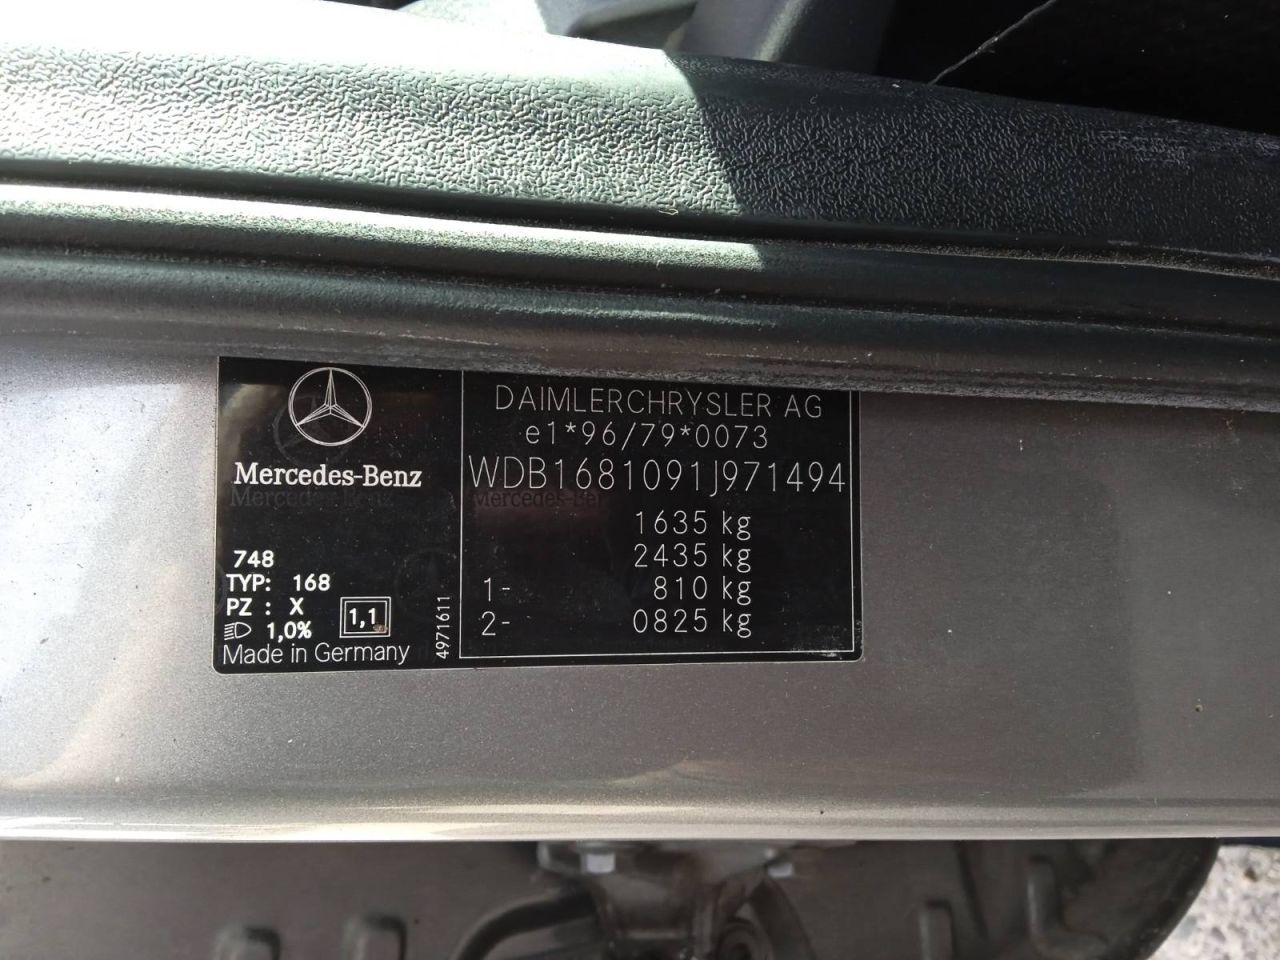 Mercedes-Benz
748
TYP: 168
PZ : X
1,0%
1,1
Made in Germany
4971611
DAIMLERCHRYSLER AG
e1*96/79*0073
WDB1681091J971494
1635 kg
2435 kg
1- 810 kg
2- 0825 kg